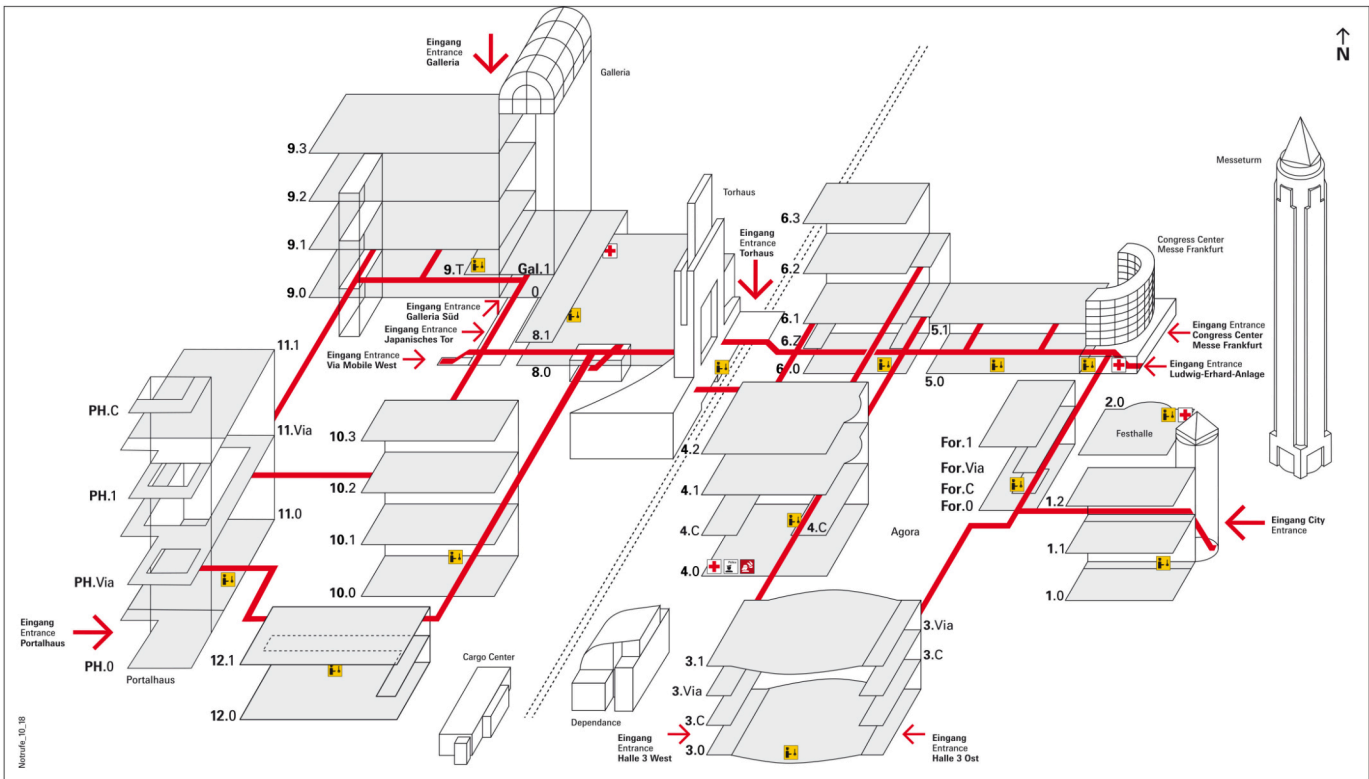 Eingang
Entrance
Galleria
Galleria
N
9.3
9.2
9.1
9.0
9.T
Gal.1
0
Eingang Entrance
Galleria Süd
Eingang Entrance
Japanisches Tor
Eingang Entrance
Via Mobile West
8.1
8.0
Torhaus
Eingang
Entrance
Torhaus
6.3
6.2
6.1
6.Z
6.0
5.1
5.0
Congress Center
Messe Frankfurt
Messeturm
Eingang Entrance
Congress Center
Messe Frankfurt
Eingang Entrance
Ludwig-Erhard-Anlage
11.1
11.Via
11.0
PH.C
PH.1
PH.Via
PH.0
Eingang
Entrance
Portalhaus
Portalhaus
10.3
10.2
10.1
10.0
12.1
12.0
4.2
4.1
4.C
4.C
4.0
Agora
For.1
For.Via
For.C
For.0
2.0
Festhalle
1.2
1.1
1.0
Eingang City
Entrance
Cargo Center
Dependance
3.1
3.Via
3.C
3.0
3.Via
3.C
Eingang
Entrance
Halle 3 West
Eingang
Entrance
Halle 3 Ost
Notrufe_10_18